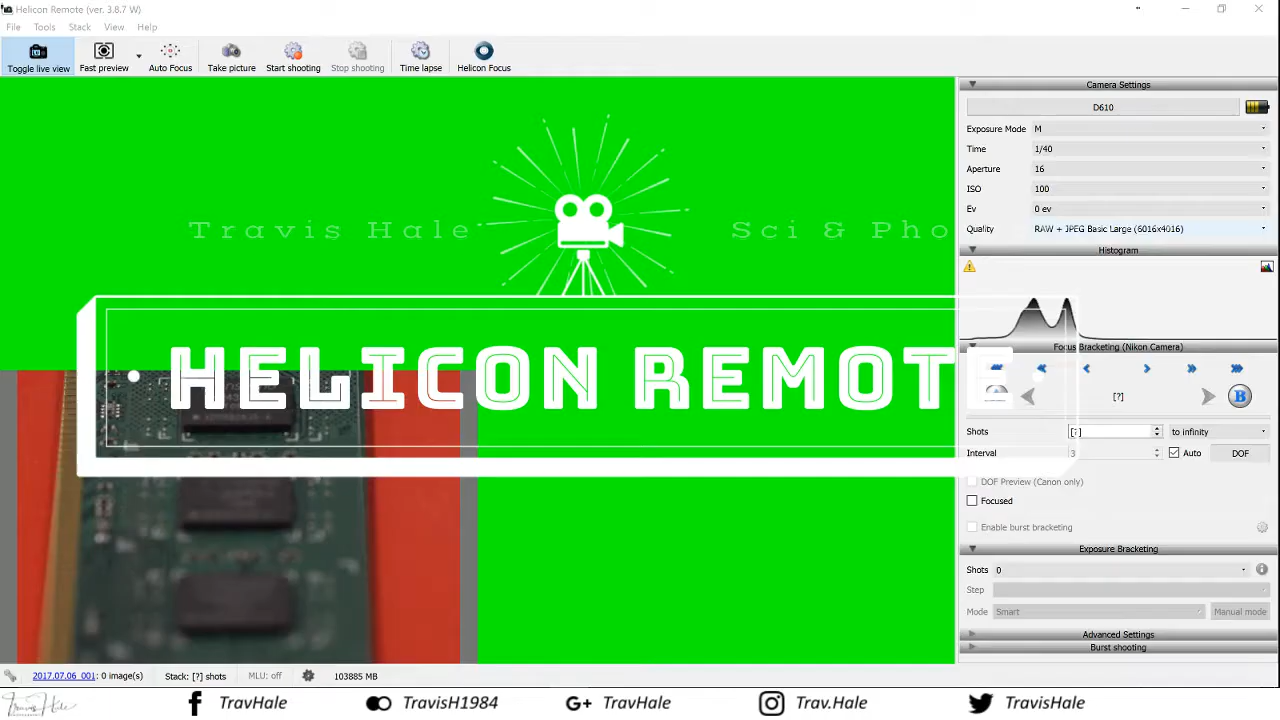 Helicon Remote (ver. 3.8.7 W)
File Tools Stack View Help
Toggle live view Fast preview Auto Focus Take picture Start shooting Stop shooting Time lapse Helicon Focus
Camera Settings
D610
Exposure Mode M
Time 1/40
Aperture 16
ISO 100
Ev 0 ev
Quality RAW + JPEG Basic Large (6016x4016)
Histogram
Travis Hale Sci & Pho
HELICON REMOTE
Focus Bracketing (Nikon Camera)
[?]
B
Shots [?] to infinity
Interval 3 Auto DOF
DOF Preview (Canon only)
Focused
Enable burst bracketing
Exposure Bracketing
Shots 0
Step
Mode Smart Manual mode
Advanced Settings
Burst shooting
2017.07.06_001: 0 image(s) Stack: [?] shots MLU: off 103885 MB
Travis Hale TravHale TravisH1984 G+ TravHale Trav.Hale TravisHale